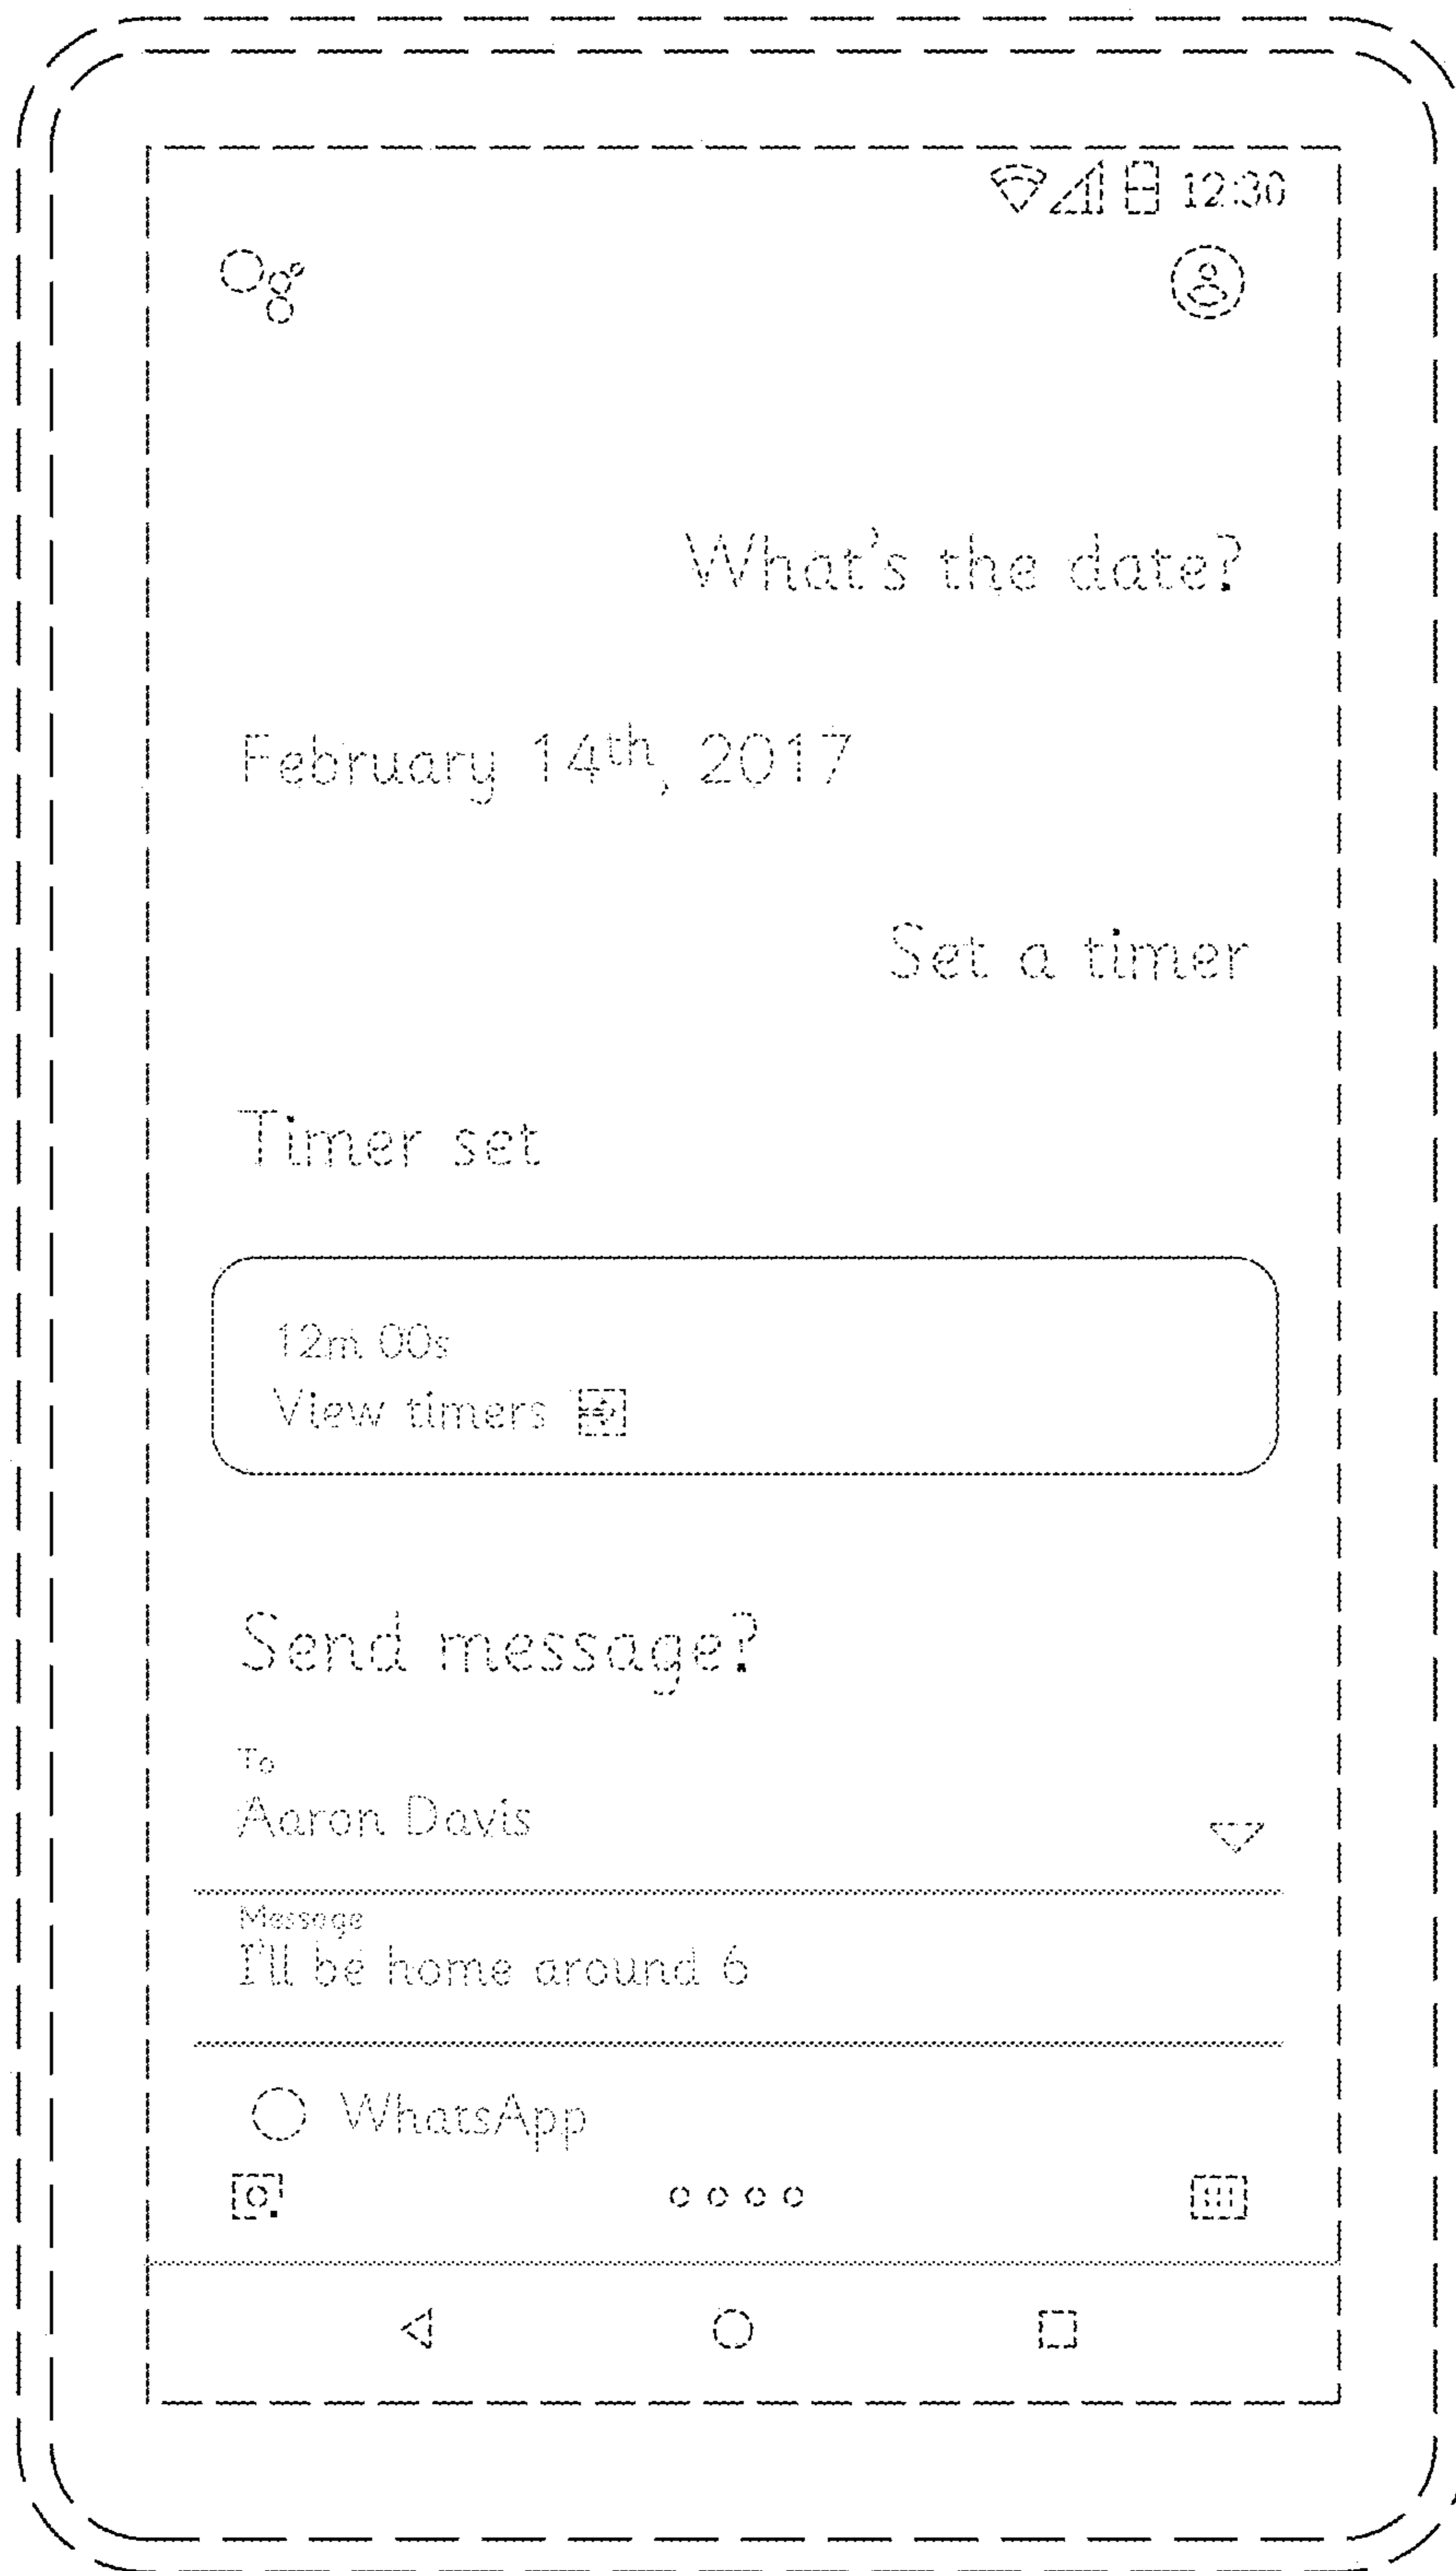 12:30
What's the date?
February 14th, 2017
Set a timer
Timer set
12m 00s
View timers
Send message?
To
Aaron Davis
Message
I'll be home around 6
WhatsApp